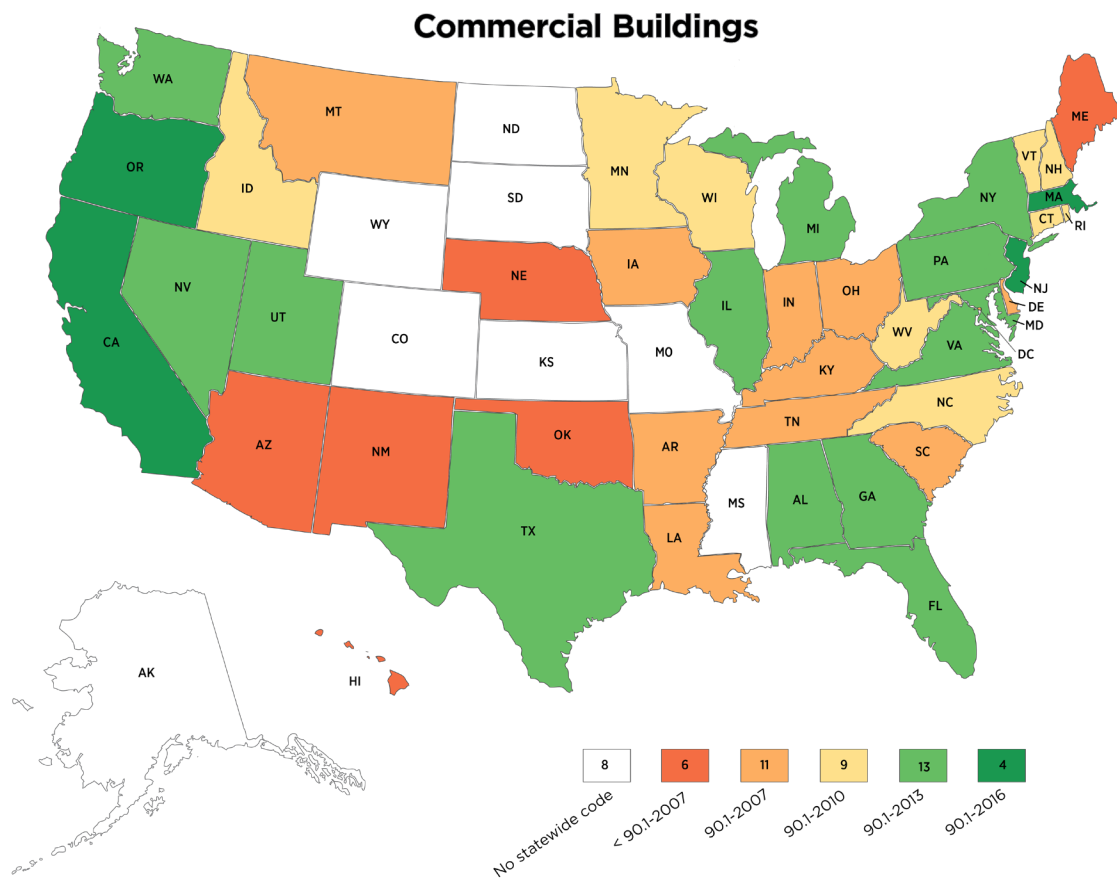 Commercial Buildings
WA
MT
ND
MN
ME
OR
ID
SD
WI
VT
NH
NY
MA
WY
MI
CT
RI
NE
IA
PA
NV
UT
IL
IN
OH
NJ
DE
MD
CO
CA
KS
MO
WV
VA
DC
KY
NC
AZ
NM
OK
AR
TN
SC
TX
MS
AL
GA
LA
FL
AK
HI
8
6
11
9
13
4
No statewide code
< 90.1-2007
90.1-2007
90.1-2010
90.1-2013
90.1-2016